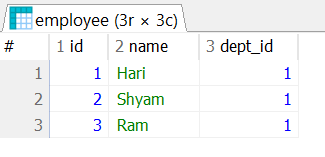 employee (3r × 3c)
# 1 id 2 name 3 dept_id
1 1 Hari 1
2 2 Shyam 1
3 3 Ram 1